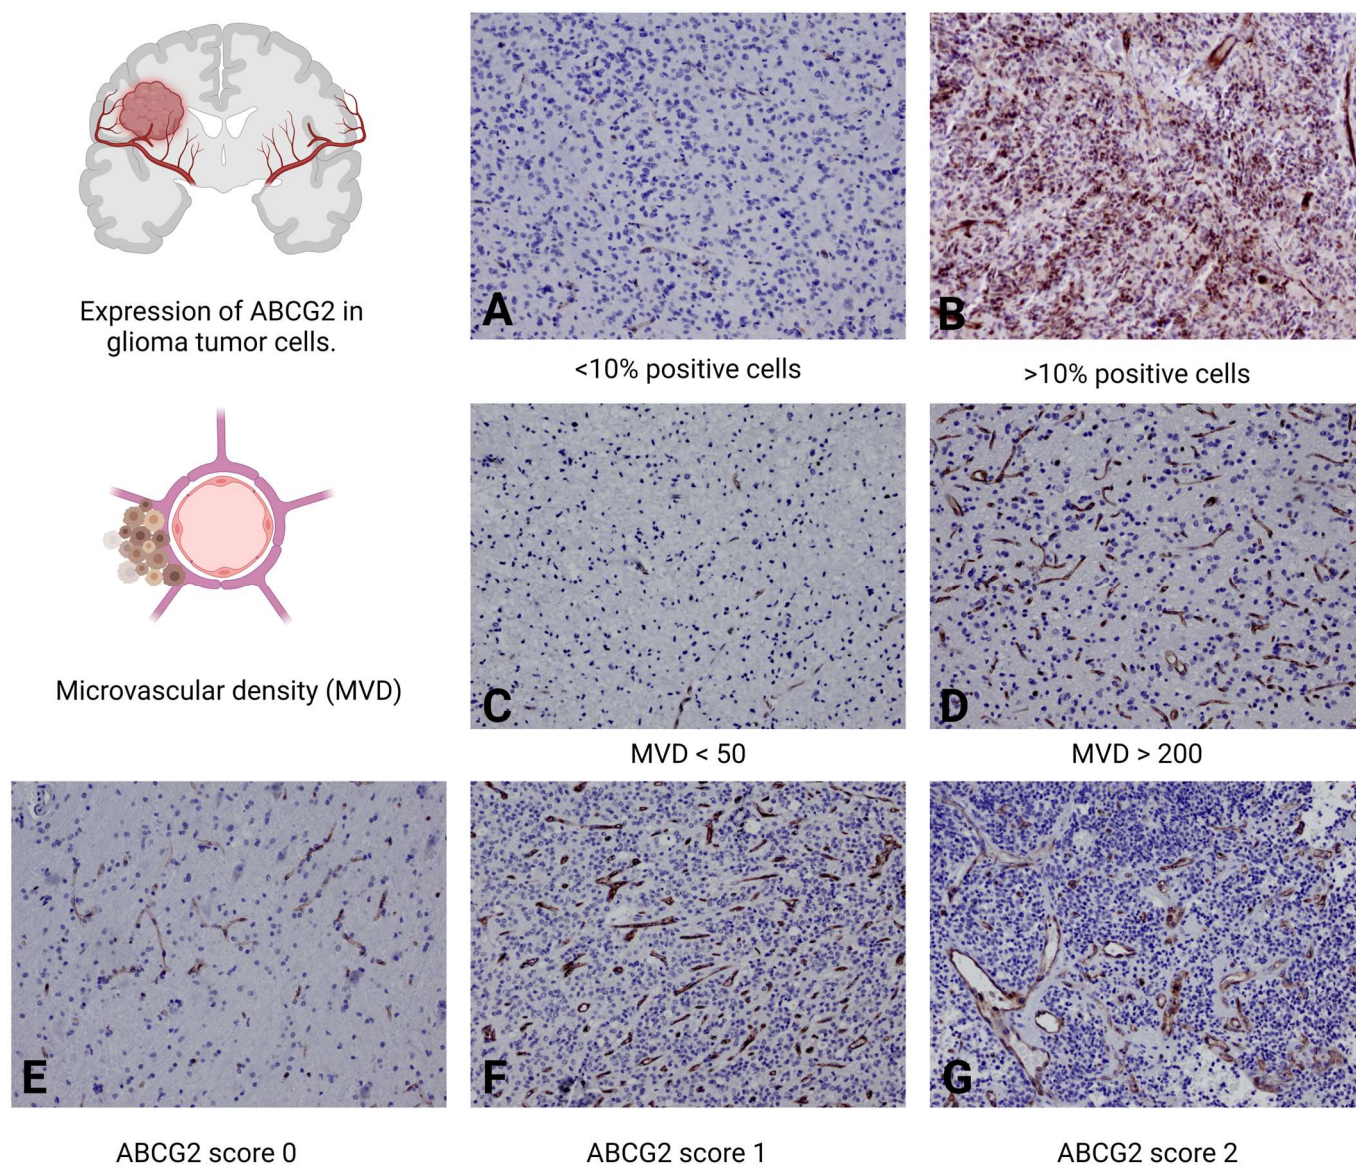 A
B
Expression of ABCG2 in
glioma tumor cells.
<10% positive cells
>10% positive cells
C
D
Microvascular density (MVD)
MVD < 50
MVD > 200
E
F
G
ABCG2 score 0
ABCG2 score 1
ABCG2 score 2